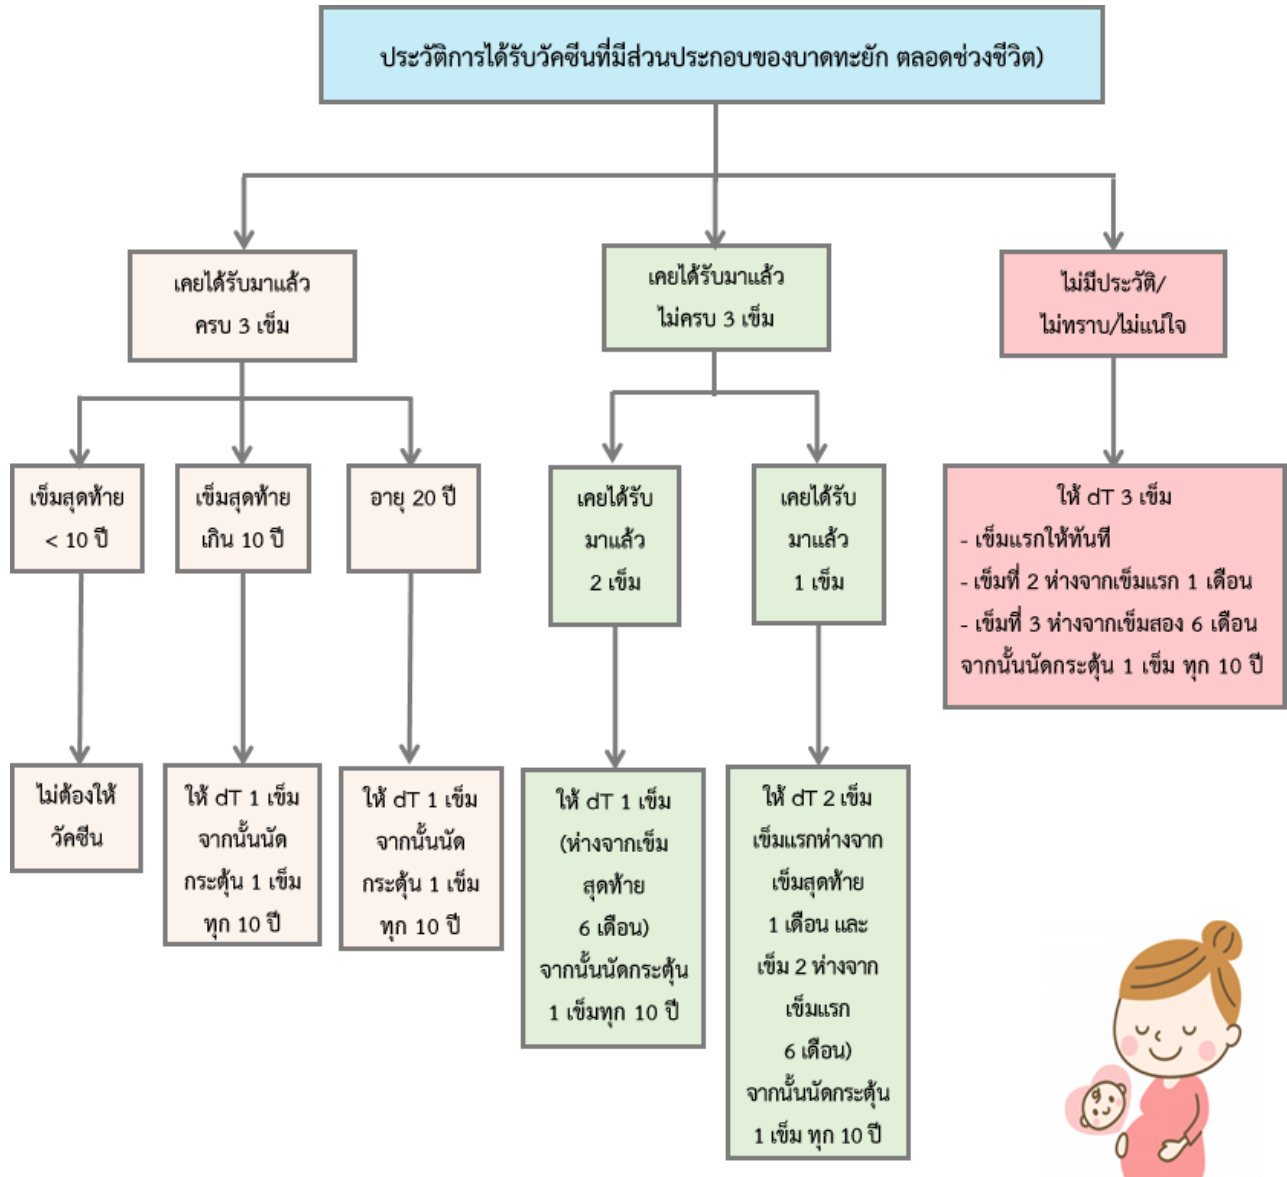 ประวัติการได้รับวัคซีนที่มีส่วนประกอบของบาดทะยัก ตลอดช่วงชีวิต)
เคยได้รับมาแล้ว
ครบ 3 เข็ม
เคยได้รับมาแล้ว
ไม่ครบ 3 เข็ม
ไม่มีประวัติ/
ไม่ทราบ/ไม่แน่ใจ
เข็มสุดท้าย
< 10 ปี
เข็มสุดท้าย
เกิน 10 ปี
อายุ 20 ปี
เคยได้รับ
มาแล้ว
2 เข็ม
เคยได้รับ
มาแล้ว
1 เข็ม
ให้ dT 3 เข็ม
- เข็มแรกให้ทันที
- เข็มที่ 2 ห่างจากเข็มแรก 1 เดือน
- เข็มที่ 3 ห่างจากเข็มสอง 6 เดือน
จากนั้นนัดกระตุ้น 1 เข็ม ทุก 10 ปี
ไม่ต้องให้
วัคซีน
ให้ dT 1 เข็ม
จากนั้นนัด
กระตุ้น 1 เข็ม
ทุก 10 ปี
ให้ dT 1 เข็ม
จากนั้นนัด
กระตุ้น 1 เข็ม
ทุก 10 ปี
ให้ dT 1 เข็ม
(ห่างจากเข็ม
สุดท้าย
6 เดือน)
จากนั้นนัดกระตุ้น
1 เข็มทุก 10 ปี
ให้ dT 2 เข็ม
เข็มแรกห่างจาก
เข็มสุดท้าย
1 เดือน และ
เข็ม 2 ห่างจาก
เข็มแรก
6 เดือน)
จากนั้นนัดกระตุ้น
1 เข็ม ทุก 10 ปี